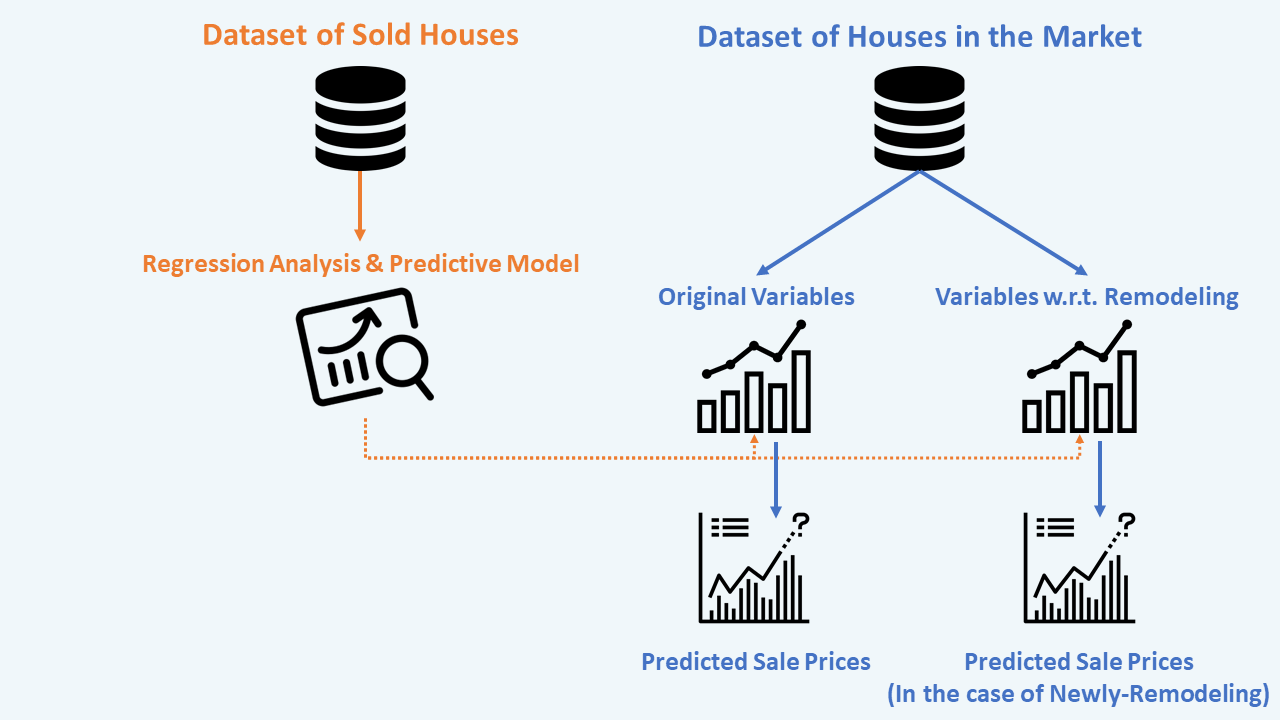 Dataset of Sold Houses
Dataset of Houses in the Market
Regression Analysis & Predictive Model
Original Variables
Variables w.r.t. Remodeling
?
?
Predicted Sale Prices
Predicted Sale Prices
(In the case of Newly-Remodeling)